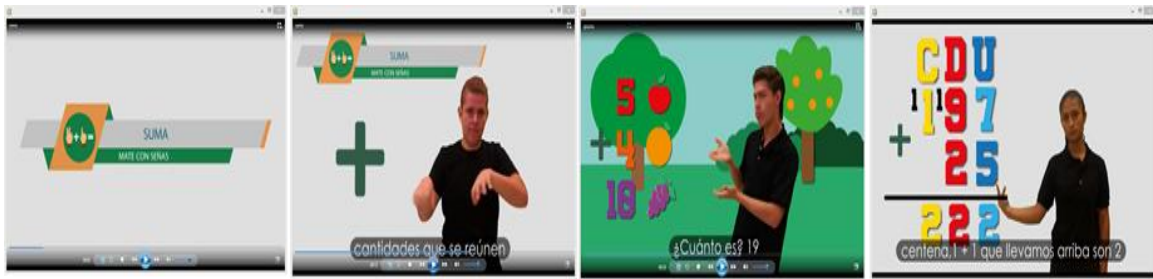 SUMA
MATE CON SEÑAS
SUMA
MATE CON SEÑAS
+
cantidades que se reúnen
5
+ 4
10
¿Cuánto es? 19
C D U
1 1
+ 1 9 7
2 5
2 2 2
centena,1 + 1 que llevamos arriba son 2